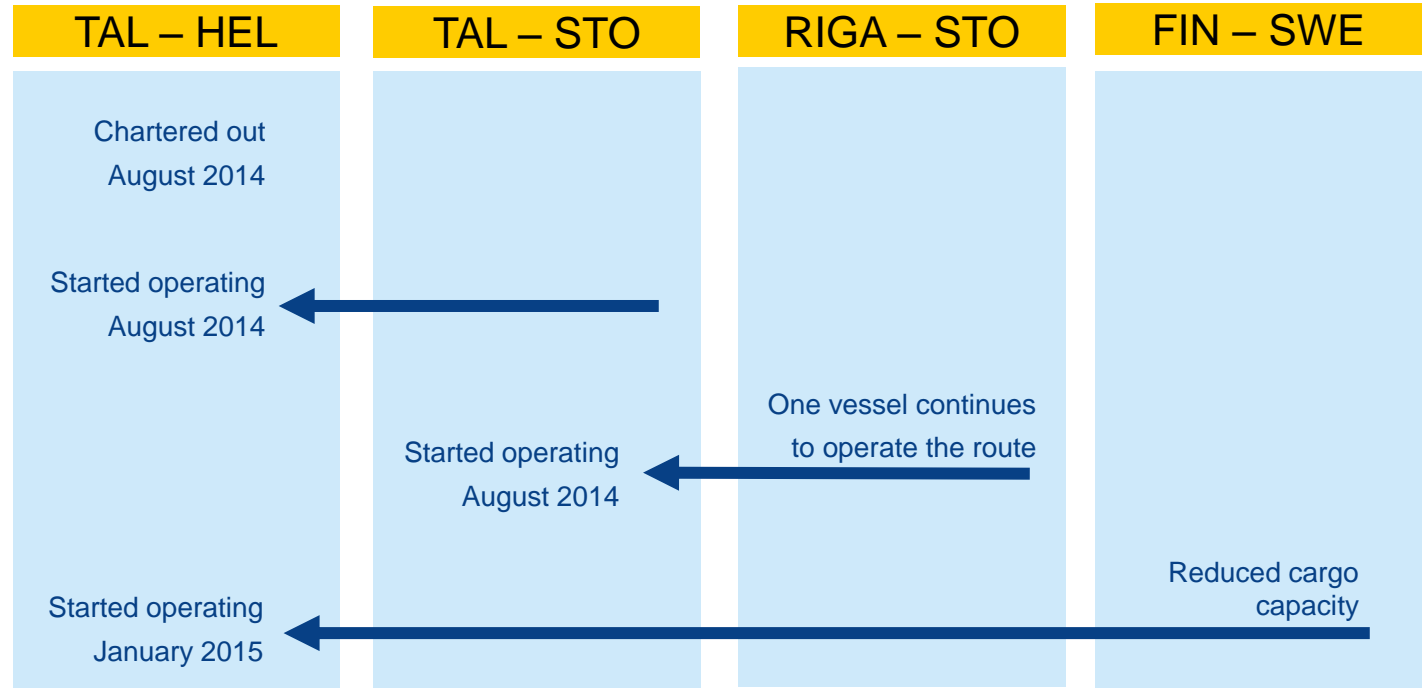 TAL – HEL
TAL – STO
RIGA – STO
FIN – SWE
Chartered out
August 2014
Started operating
August 2014
One vessel continues
to operate the route
Started operating
August 2014
Reduced cargo
capacity
Started operating
January 2015